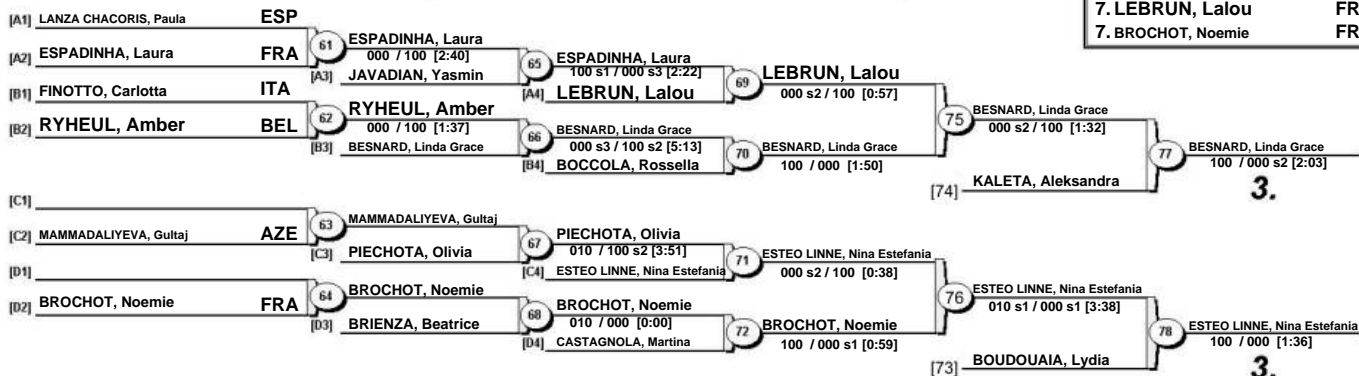 7. LEBRUN, Lalou FR
7. BROCHOT, Noemie FR
[A1] LANZA CHACORIS, Paula ESP
[A2] ESPADINHA, Laura FRA
61
ESPADINHA, Laura
000 / 100 [2:40]
[A3] JAVADIAN, Yasmin
65
ESPADINHA, Laura
100 s1 / 000 s3 [2:22]
[A4] LEBRUN, Lalou
69
LEBRUN, Lalou
000 s2 / 100 [0:57]
[B1] FINOTTO, Carlotta ITA
[B2] RYHEUL, Amber BEL
62
RYHEUL, Amber
000 / 100 [1:37]
[B3] BESNARD, Linda Grace
66
BESNARD, Linda Grace
000 s3 / 100 s2 [5:13]
[B4] BOCCOLA, Rossella
70
BESNARD, Linda Grace
100 / 000 [1:50]
75
BESNARD, Linda Grace
000 s2 / 100 [1:32]
[74] KALETA, Aleksandra
77
BESNARD, Linda Grace
100 / 000 s2 [2:03]
3.
[C1]
[C2] MAMMADALIYEVA, Gultaj AZE
63
MAMMADALIYEVA, Gultaj
[C3] PIECHOTA, Olivia
67
PIECHOTA, Olivia
010 / 100 s2 [3:51]
[C4] ESTEO LINNE, Nina Estefania
71
ESTEO LINNE, Nina Estefania
000 s2 / 100 [0:38]
[D1]
[D2] BROCHOT, Noemie FRA
64
BROCHOT, Noemie
[D3] BRIENZA, Beatrice
68
BROCHOT, Noemie
010 / 000 [0:00]
[D4] CASTAGNOLA, Martina
72
BROCHOT, Noemie
100 / 000 s1 [0:59]
76
ESTEO LINNE, Nina Estefania
010 s1 / 000 s1 [3:38]
[73] BOUDOUAIA, Lydia
78
ESTEO LINNE, Nina Estefania
100 / 000 [1:36]
3.